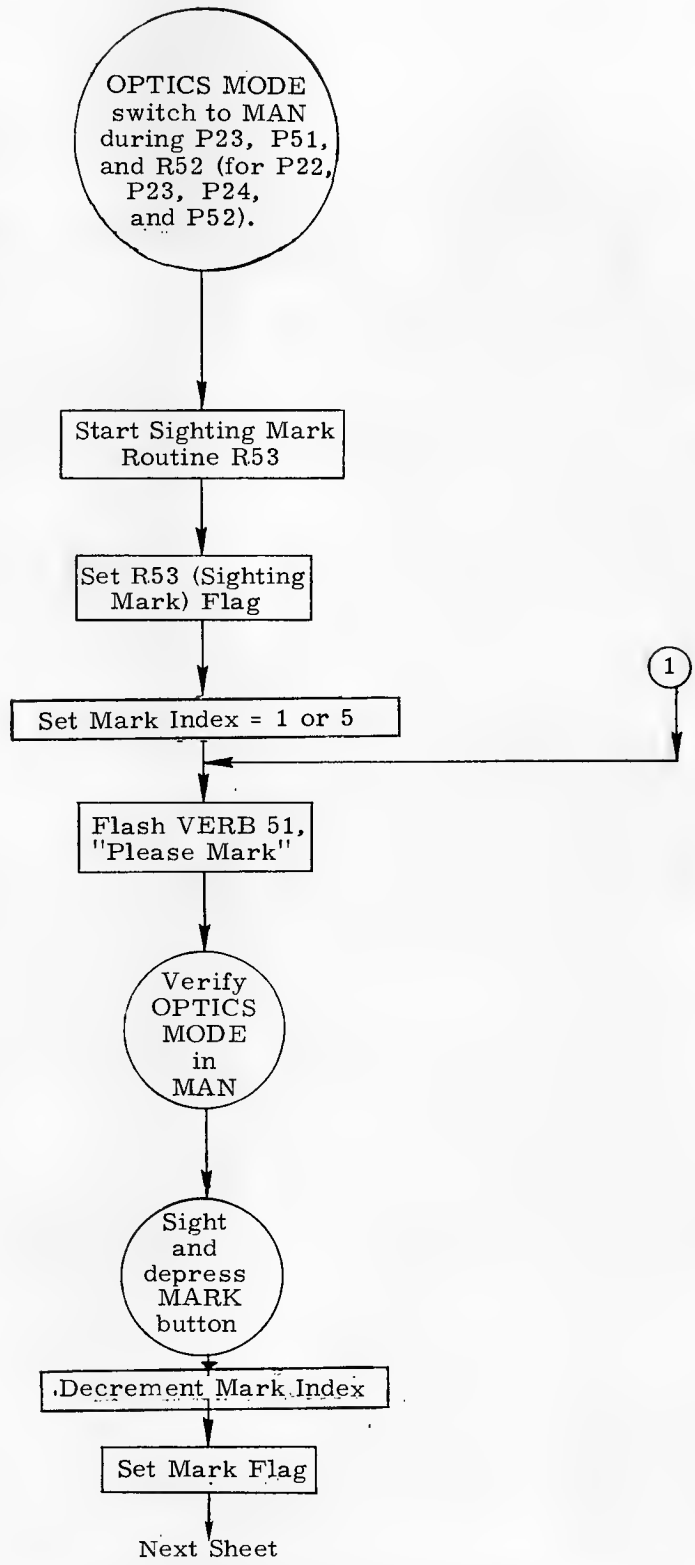 OPTICS MODE
switch to MAN
during P23, P51,
and R52 (for P22,
P23, P24,
and P52).
Start Sighting Mark
Routine R53
Set R53 (Sighting
Mark) Flag
1
Set Mark Index = 1 or 5
Flash VERB 51,
"Please Mark"
Verify
OPTICS
MODE
in
MAN
Sight
and
depress
MARK
button
Decrement Mark Index
Set Mark Flag
Next Sheet